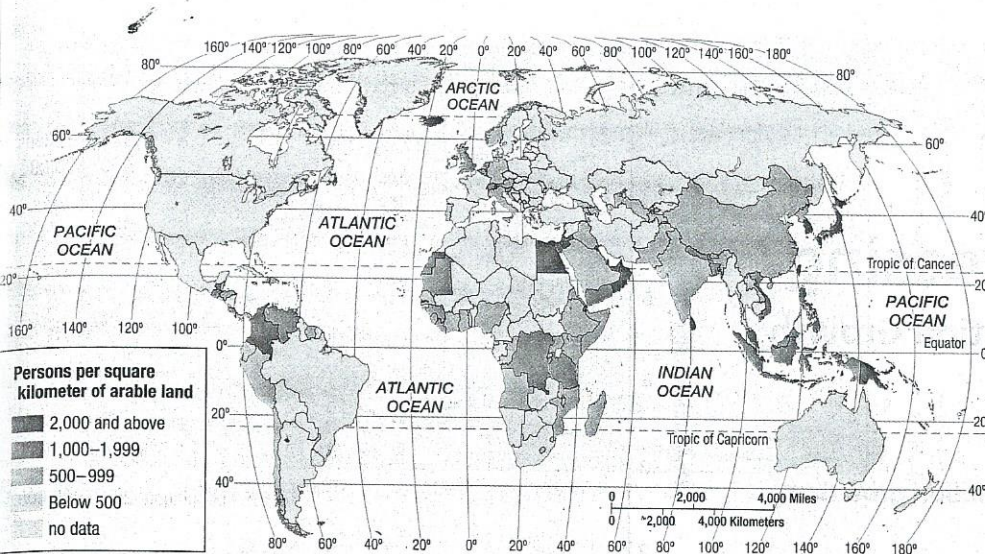 160° 140° 120° 100° 80° 60° 40° 20° 0° 20° 40° 60° 80° 100° 120° 140° 160° 180°
80° 80°
ARCTIC
OCEAN
60° 60°
40° 40°
PACIFIC
OCEAN
ATLANTIC
OCEAN
Tropic of Cancer
20° 20
PACIFIC
OCEAN
160° 180° 160° 140° 120° 100°
Equator
0° 0°
Persons per square
kilometer of arable land
2,000 and above
1,000–1,999
500–999
Below 500
no data
ATLANTIC
OCEAN
INDIAN
OCEAN
20° 20°
Tropic of Capricorn
40° 40°
0 2,000 4,000 Miles
0 2,000 4,000 Kilometers
80° 60° 40° 20° 0° 20° 40° 60° 80° 100° 120° 140° 160° 180°